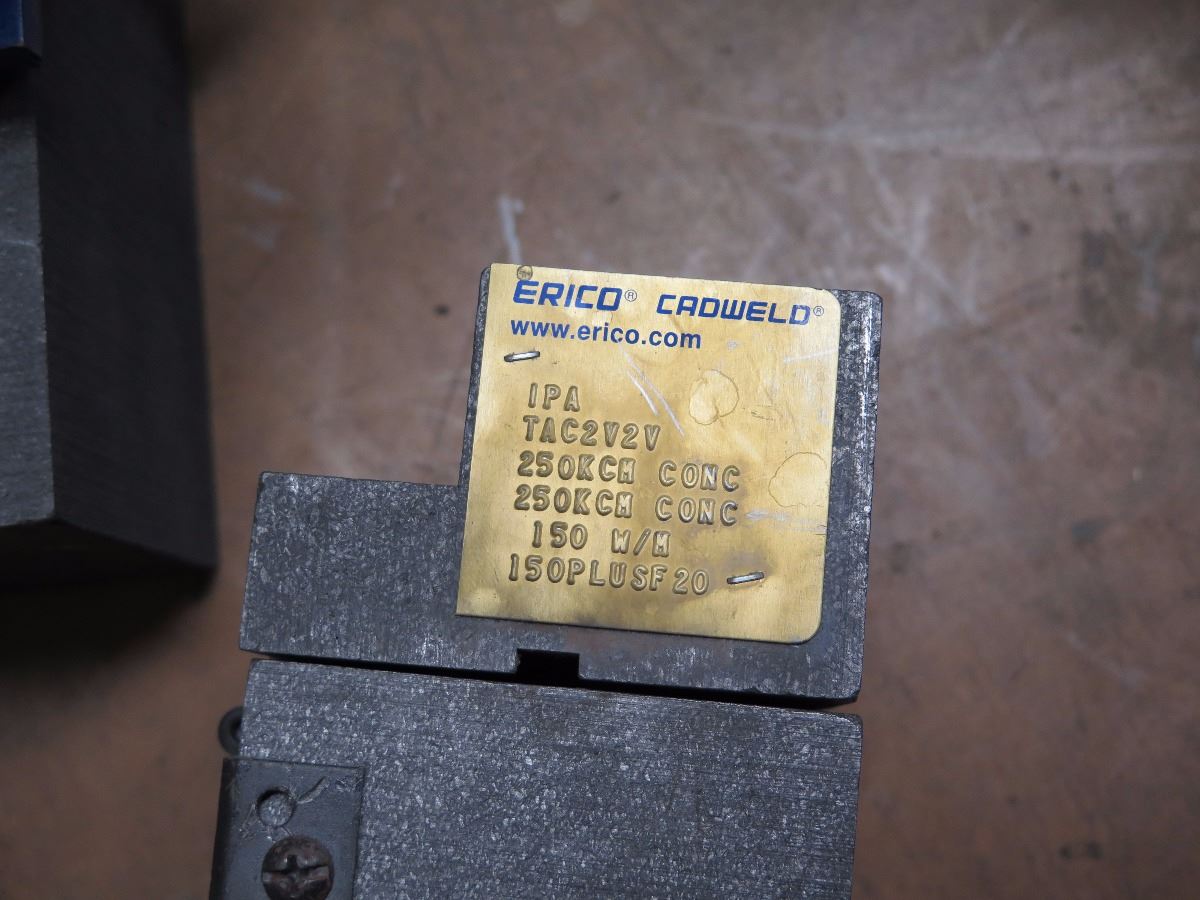 ERICO® CADWELD®
www.erico.com
IPA
TAC2V2V
250KCM CONC
250KCM CONC
150 W/M
150PLUSF20